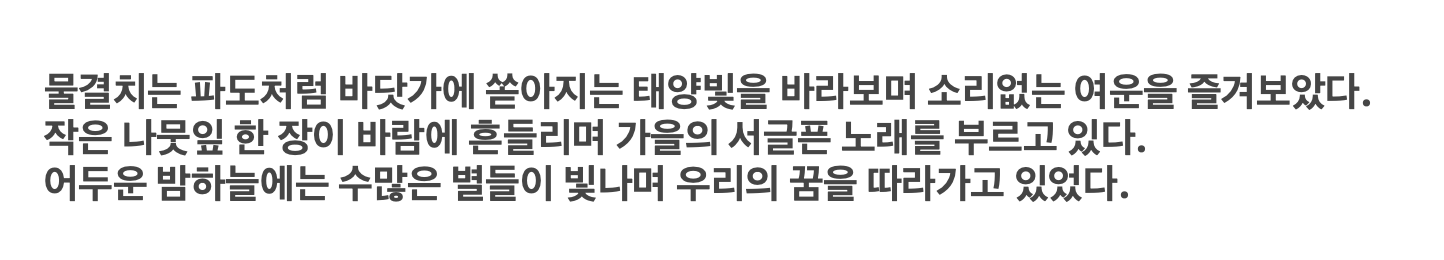 물결치는 파도처럼 바닷가에 쏟아지는 태양빛을 바라보며 소리없는 여운을 즐겨보았다.
작은 나뭇잎 한 장이 바람에 흔들리며 가을의 서글픈 노래를 부르고 있다.
어두운 밤하늘에는 수많은 별들이 빛나며 우리의 꿈을 따라가고 있었다.